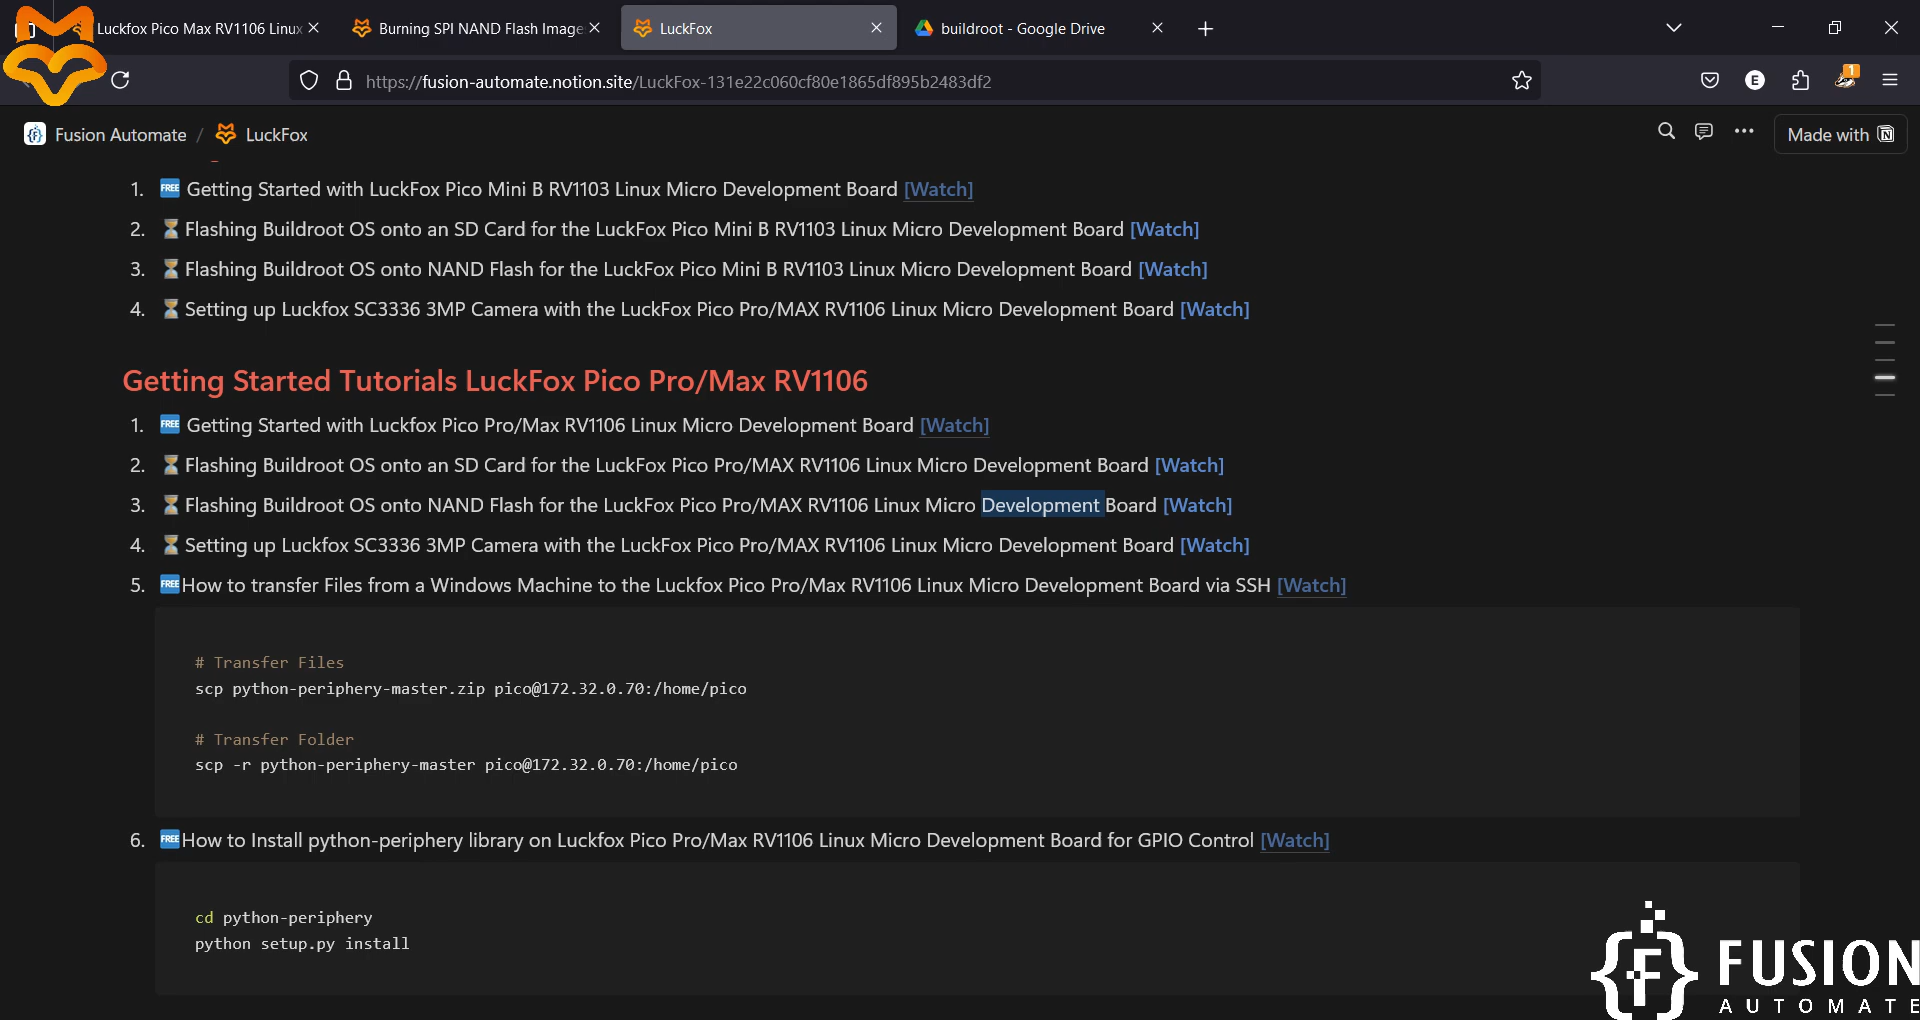 Luckfox Pico Max RV1106 Linux
Burning SPI NAND Flash Image
LuckFox
buildroot - Google Drive
https://fusion-automate.notion.site/LuckFox-131e22c060cf80e1865df895b2483df2
E
1
Fusion Automate / LuckFox
Made with
1. FREE Getting Started with LuckFox Pico Mini B RV1103 Linux Micro Development Board [Watch]
2. ⏳Flashing Buildroot OS onto an SD Card for the LuckFox Pico Mini B RV1103 Linux Micro Development Board [Watch]
3. ⏳Flashing Buildroot OS onto NAND Flash for the LuckFox Pico Mini B RV1103 Linux Micro Development Board [Watch]
4. ⏳Setting up Luckfox SC3336 3MP Camera with the LuckFox Pico Pro/MAX RV1106 Linux Micro Development Board [Watch]
Getting Started Tutorials LuckFox Pico Pro/Max RV1106
1. FREE Getting Started with Luckfox Pico Pro/Max RV1106 Linux Micro Development Board [Watch]
2. ⏳Flashing Buildroot OS onto an SD Card for the LuckFox Pico Pro/MAX RV1106 Linux Micro Development Board [Watch]
3. ⏳Flashing Buildroot OS onto NAND Flash for the LuckFox Pico Pro/MAX RV1106 Linux Micro Development Board [Watch]
4. ⏳Setting up Luckfox SC3336 3MP Camera with the LuckFox Pico Pro/MAX RV1106 Linux Micro Development Board [Watch]
5. FREE How to transfer Files from a Windows Machine to the Luckfox Pico Pro/Max RV1106 Linux Micro Development Board via SSH [Watch]
# Transfer Files
scp python-periphery-master.zip pico@172.32.0.70:/home/pico
# Transfer Folder
scp -r python-periphery-master pico@172.32.0.70:/home/pico
6. FREE How to Install python-periphery library on Luckfox Pico Pro/Max RV1106 Linux Micro Development Board for GPIO Control [Watch]
cd python-periphery
python setup.py install
{F} FUSION
AUTOMATE